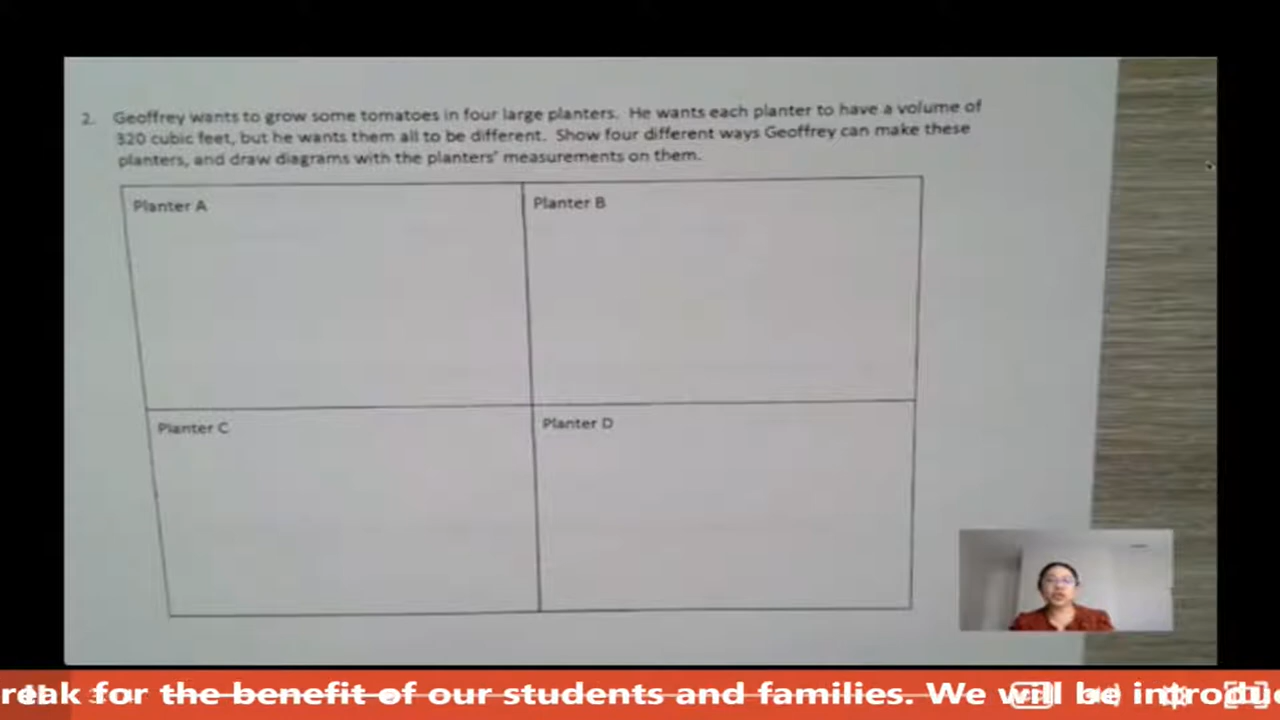 2. Geoffrey wants to grow some tomatoes in four large planters. He wants each planter to have a volume of
320 cubic feet, but he wants them all to be different. Show four different ways Geoffrey can make these
planters, and draw diagrams with the planters' measurements on them.
Planter A
Planter B
Planter C
Planter D
reak for the benefit of our students and families. We will be introdu